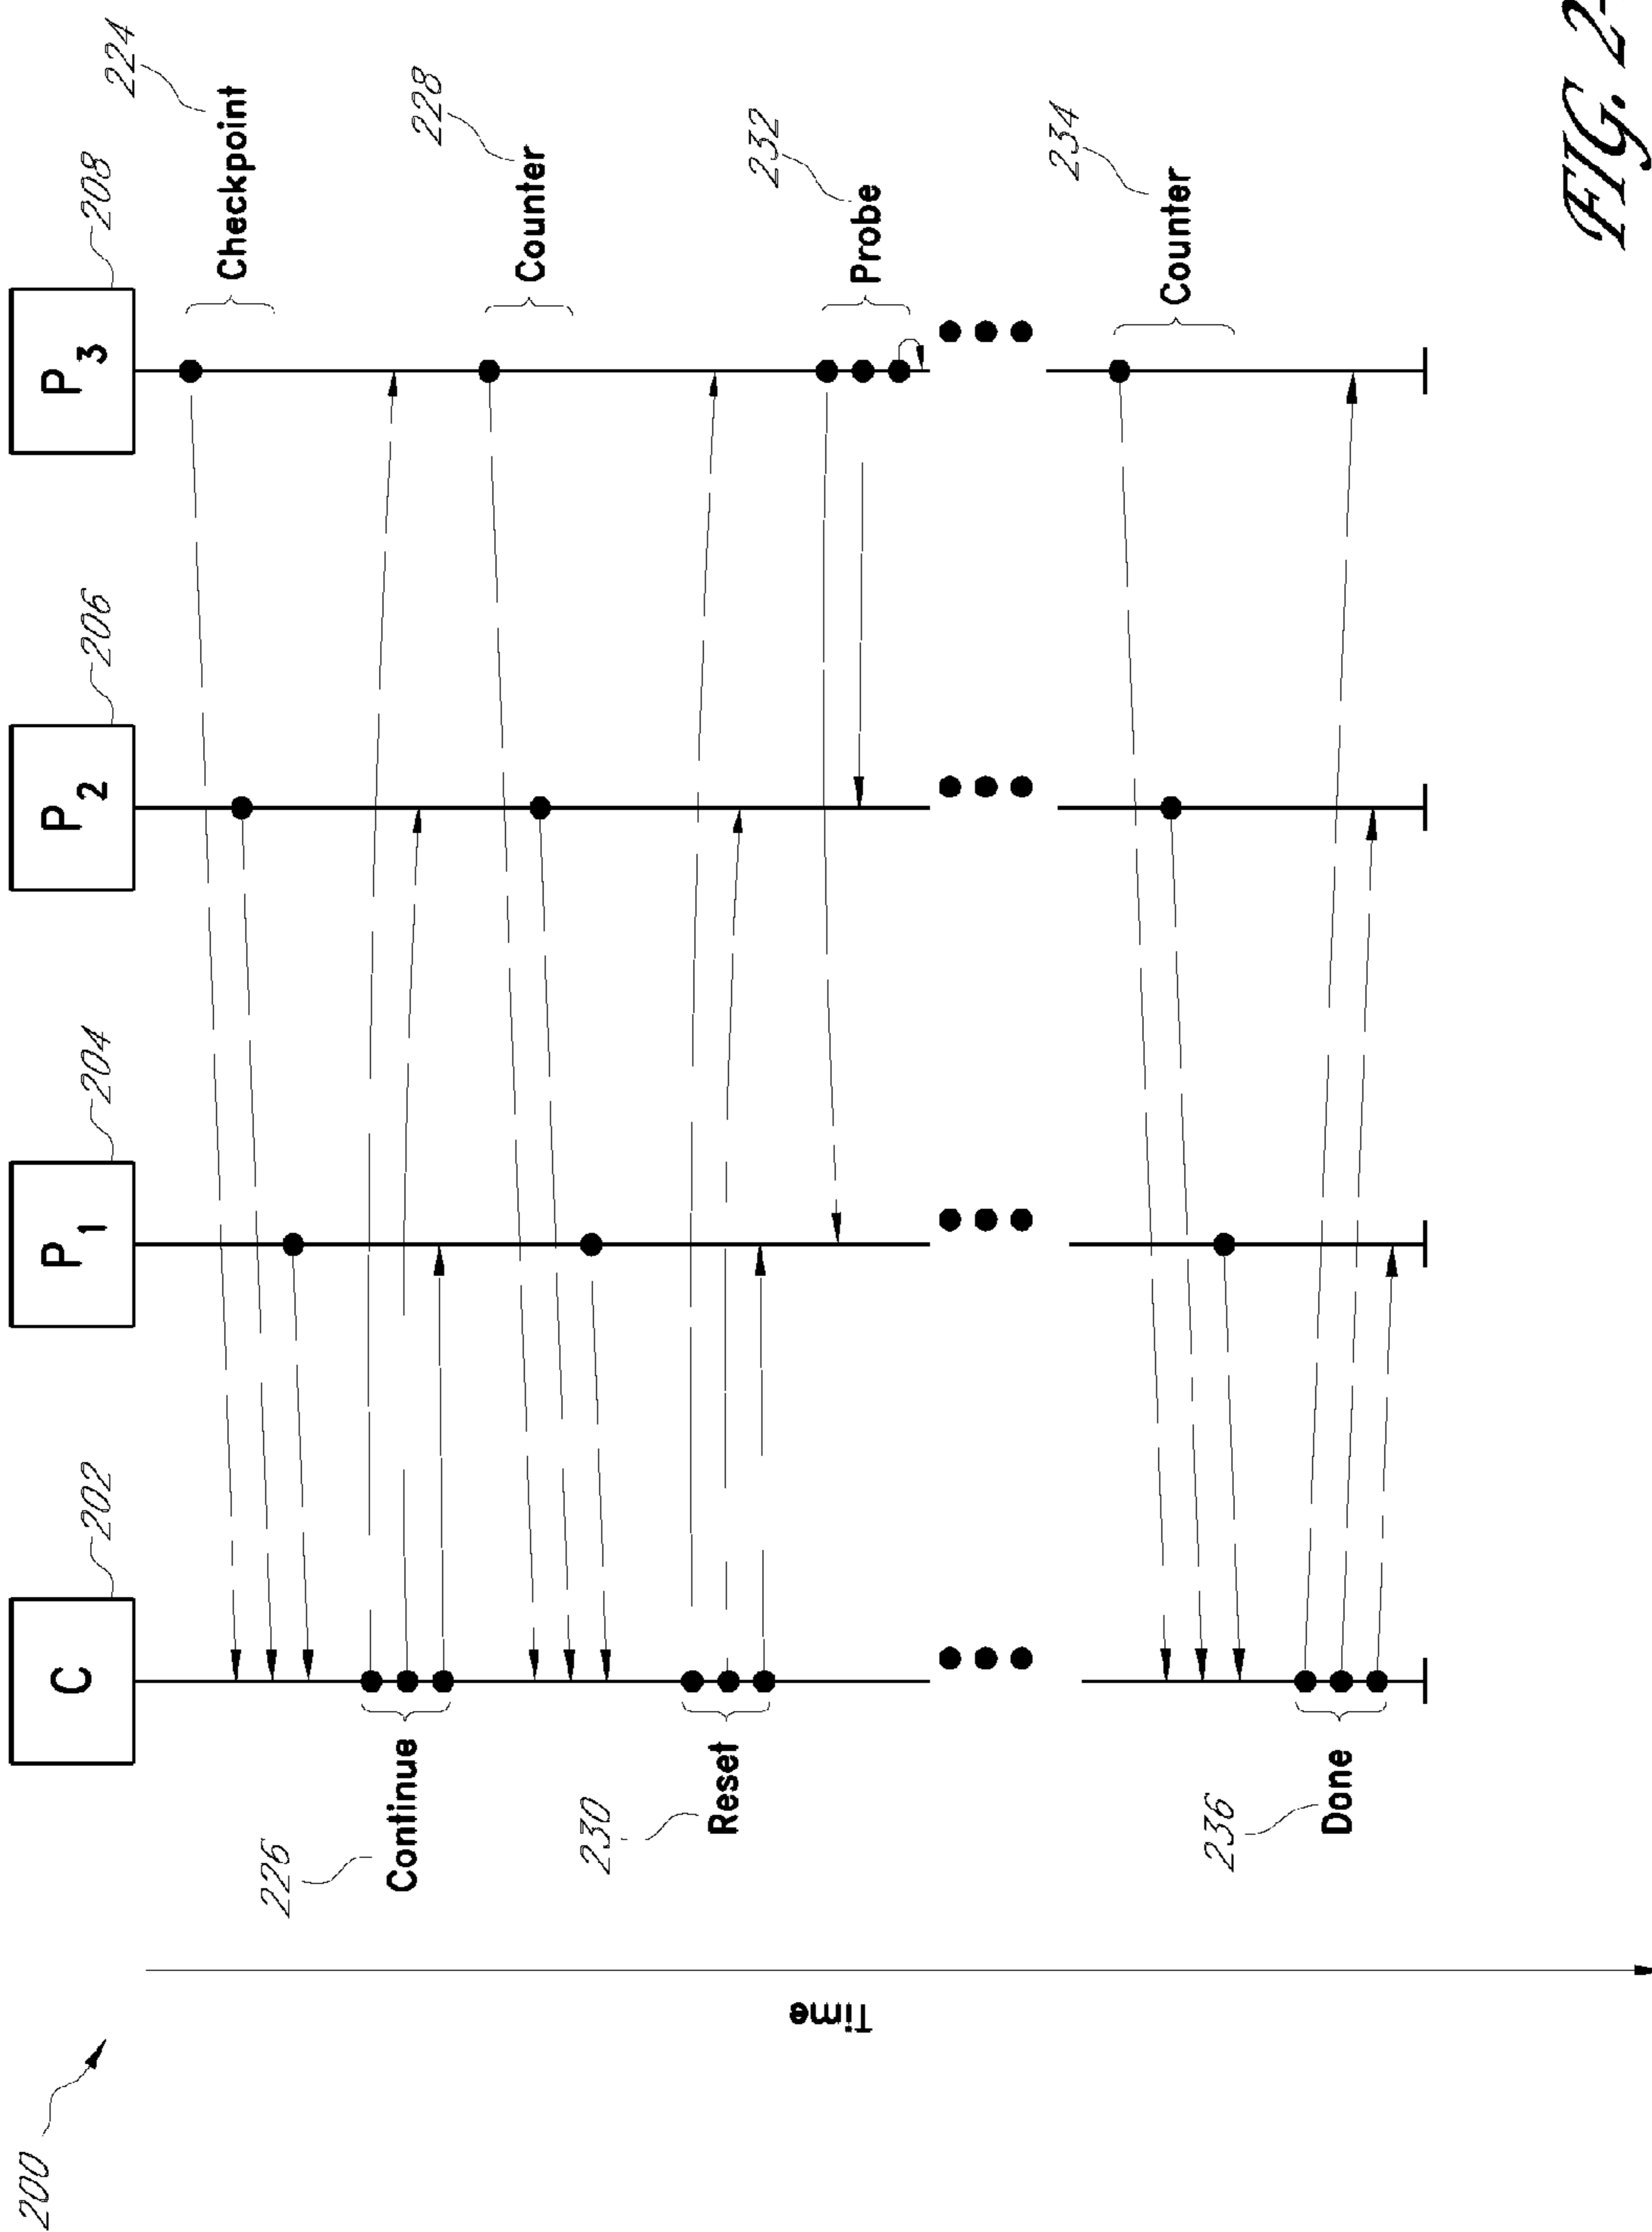 200
C
202
P1
204
P2
206
P3
208
224
Checkpoint
226
Continue
228
Counter
230
Reset
232
Probe
Time
234
Counter
236
Done
FIG. 2-